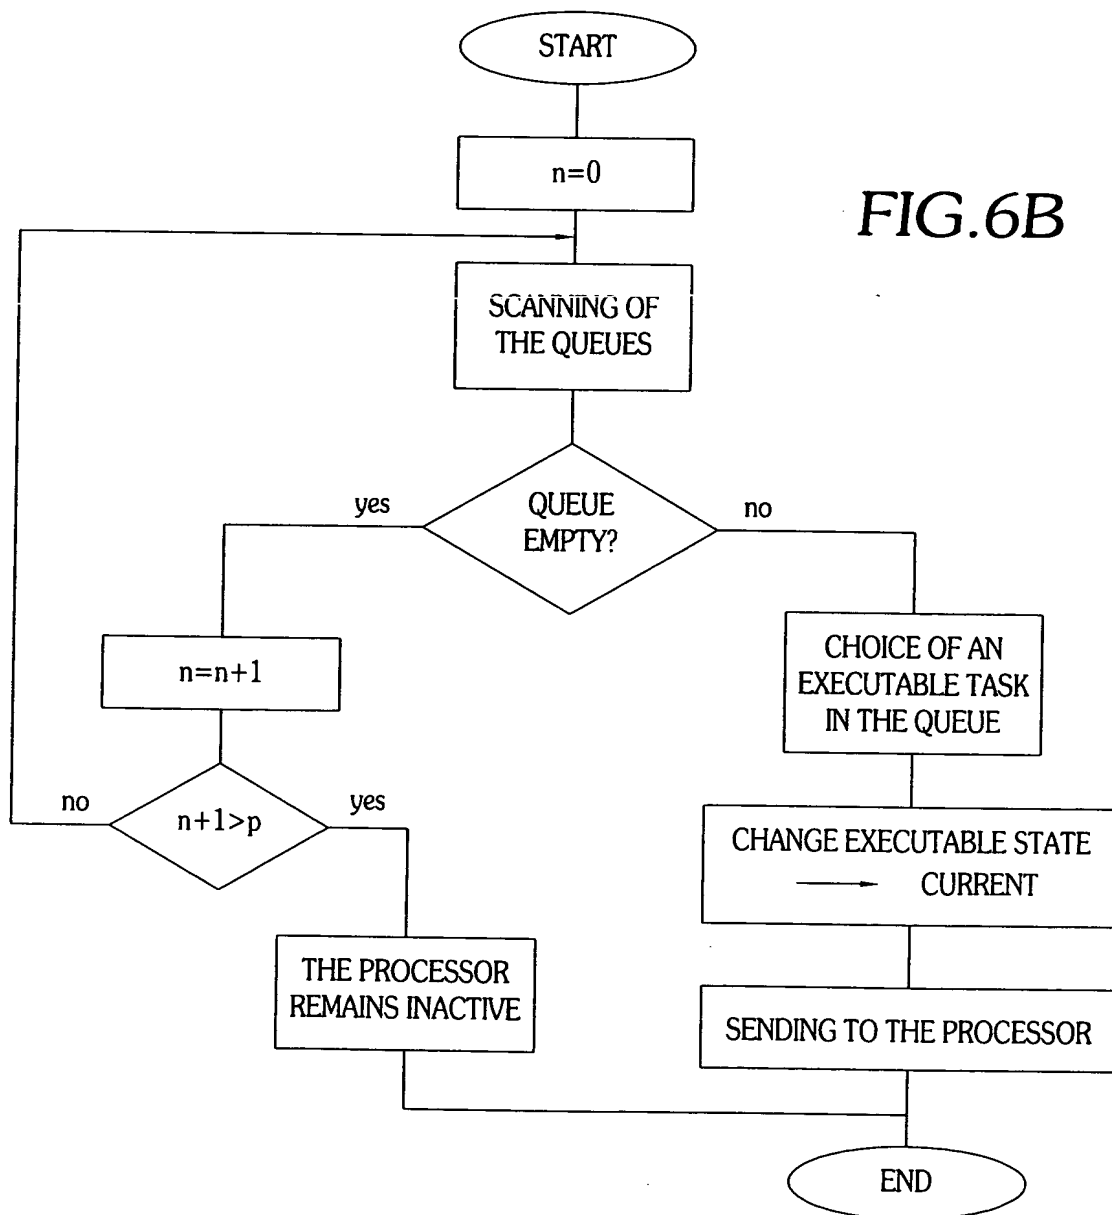 START
n=0
FIG.6B
SCANNING OF
THE QUEUES
yes
QUEUE
EMPTY?
no
n=n+1
CHOICE OF AN
EXECUTABLE TASK
IN THE QUEUE
no
n+1>p
yes
CHANGE EXECUTABLE STATE
→ CURRENT
THE PROCESSOR
REMAINS INACTIVE
SENDING TO THE PROCESSOR
END